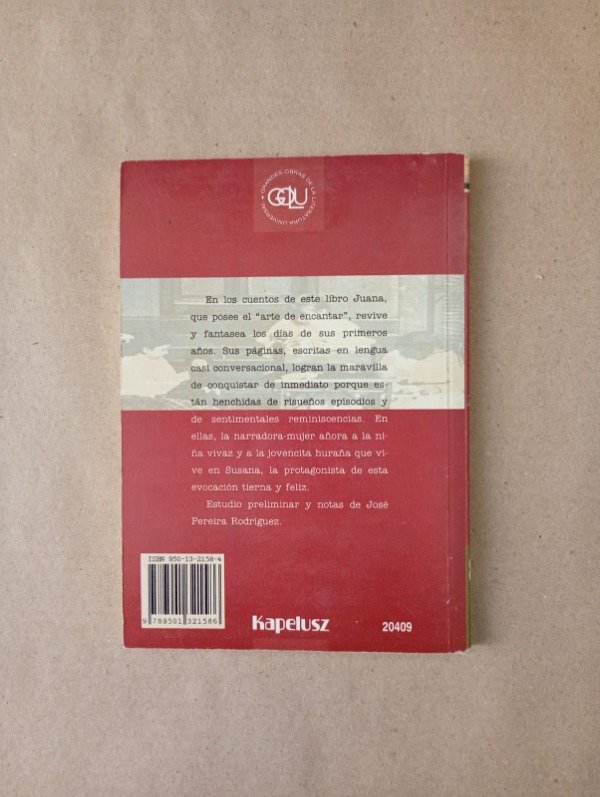 GRANDES OBRAS DE LA LITERATURA UNIVERSAL
GOLU
En los cuentos de este libro Juana,
que posee el "arte de encantar", revive
y fantasea los días de sus primeros
años. Sus páginas, escritas en lengua
casi conversacional, logran la maravilla
de conquistar de inmediato porque es-
tán henchidas de risueños episodios y
de sentimentales reminiscencias. En
ellas, la narradora-mujer añora a la ni-
ña vivaz y a la jovencita huraña que vi-
ve en Susana, la protagonista de esta
evocación tierna y feliz.
Estudio preliminar y notas de José
Pereira Rodríguez.
ISBN 950-13-2158-4
9 789501 321586
Kapelusz
20409